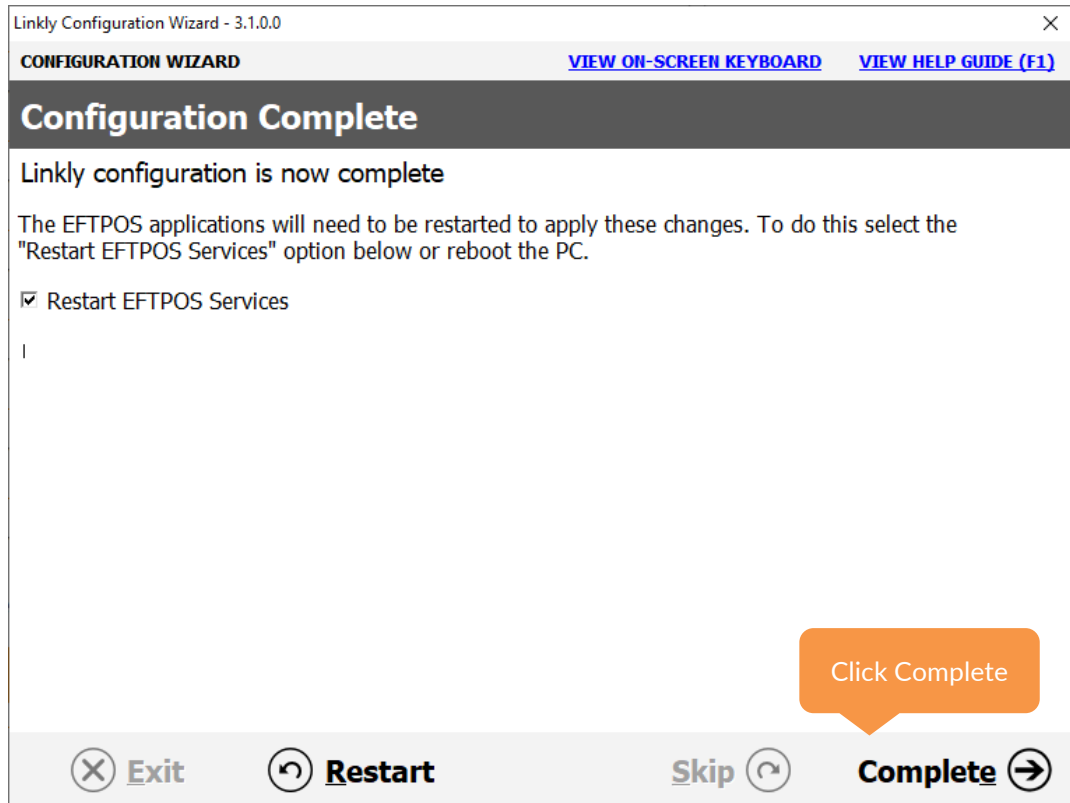 Linkly Configuration Wizard - 3.1.0.0
CONFIGURATION WIZARD VIEW ON-SCREEN KEYBOARD VIEW HELP GUIDE (F1)
Configuration Complete
Linkly configuration is now complete
The EFTPOS applications will need to be restarted to apply these changes. To do this select the
"Restart EFTPOS Services" option below or reboot the PC.
Restart EFTPOS Services
Click Complete
Exit Restart Skip Complete